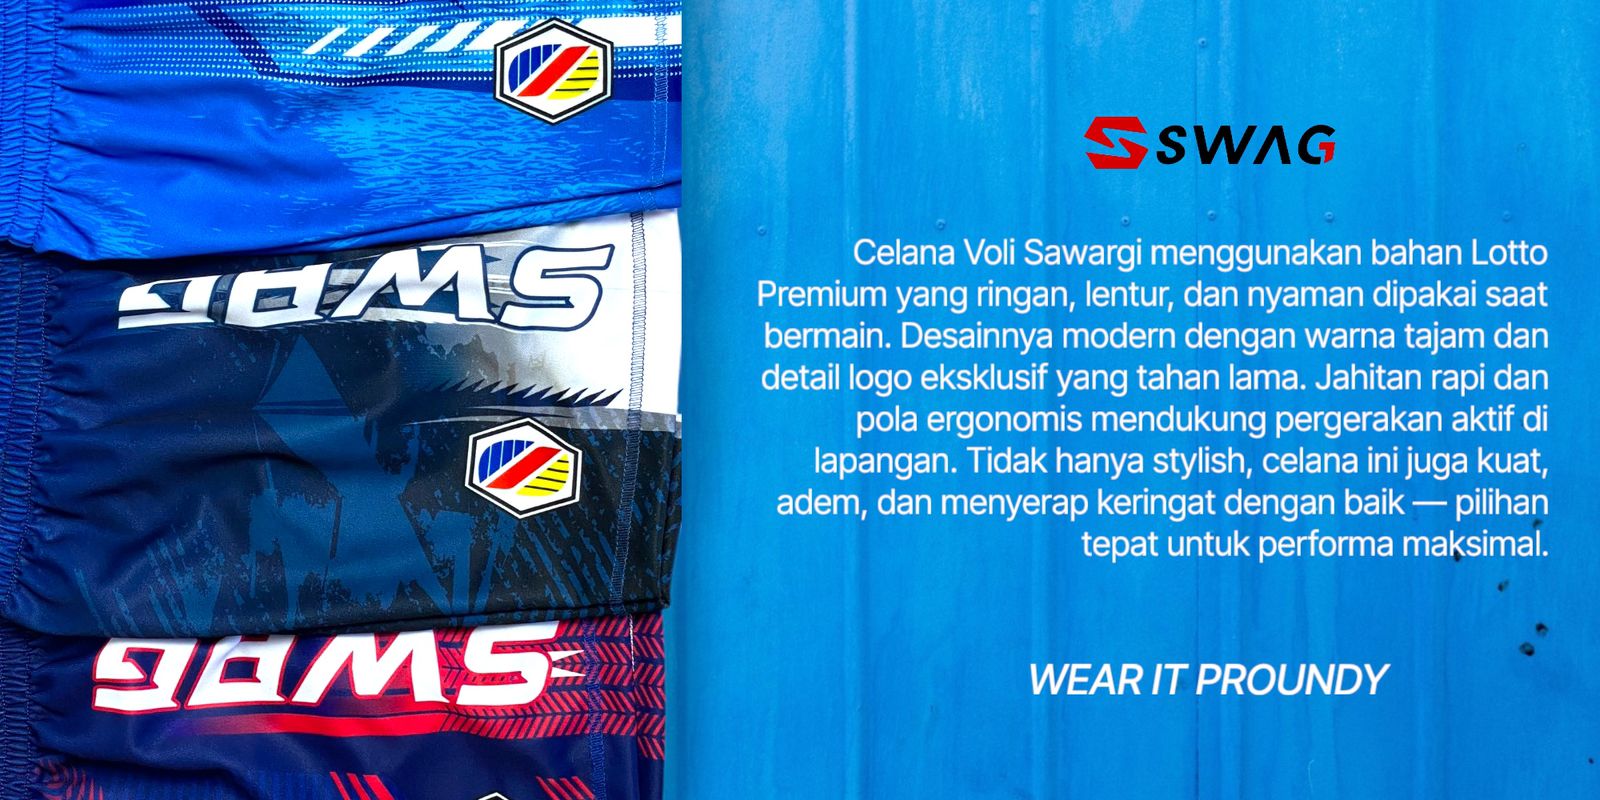 SWAG
SWAG
SWAG
Celana Voli Sawargi menggunakan bahan Lotto
Premium yang ringan, lentur, dan nyaman dipakai saat
bermain. Desainnya modern dengan warna tajam dan
detail logo eksklusif yang tahan lama. Jahitan rapi dan
pola ergonomis mendukung pergerakan aktif di
lapangan. Tidak hanya stylish, celana ini juga kuat,
adem, dan menyerap keringat dengan baik — pilihan
tepat untuk performa maksimal.
WEAR IT PROUNDY